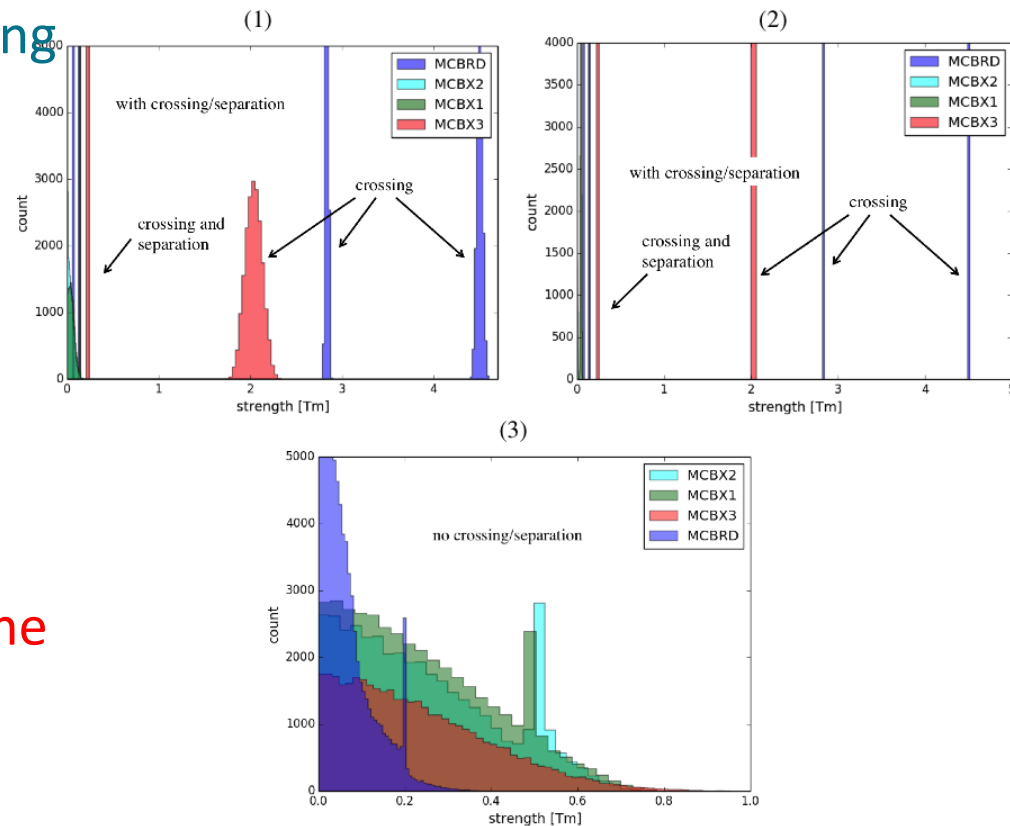 ng
(1)
5000
4000
3000
2000
1000
0
count
0 1 2 3 4
strength [Tm]
MCBRD
MCBX2
MCBX1
MCBX3
with crossing/separation
crossing
crossing and
separation
(2)
4000
3500
3000
2500
2000
1500
1000
500
0
count
0 1 2 3 4 5
strength [Tm]
MCBRD
MCBX2
MCBX1
MCBX3
with crossing/separation
crossing
crossing and
separation
ne
(3)
5000
4000
3000
2000
1000
0
count
0.0 0.2 0.4 0.6 0.8 1.0
strength [Tm]
MCBX2
MCBX1
MCBX3
MCBRD
no crossing/separation